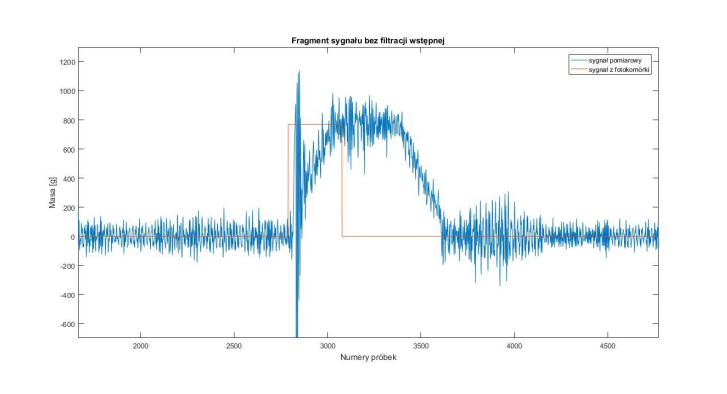 Fragment sygnału bez filtracji wstępnej
sygnał pomiarowy
sygnał z fotokomórki
1200
1000
800
600
400
200
0
-200
-400
-600
Masa [g]
2000 2500 3000 3500 4000 4500
Numery próbek